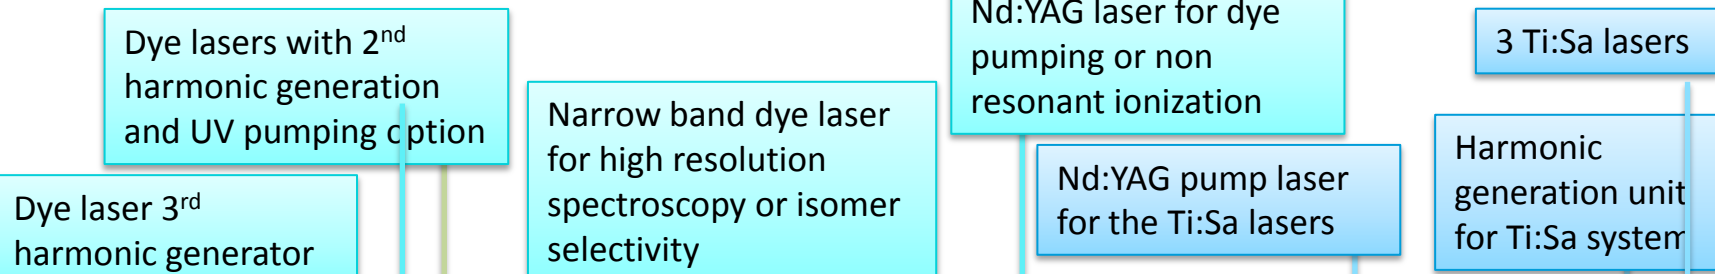 Dye lasers with 2nd
harmonic generation
and UV pumping option
Dye laser 3rd
harmonic generator
Narrow band dye laser
for high resolution
spectroscopy or isomer
selectivity
Nd:YAG laser for dye
pumping or non
resonant ionization
Nd:YAG pump laser
for the Ti:Sa lasers
3 Ti:Sa lasers
Harmonic
generation unit
for Ti:Sa system